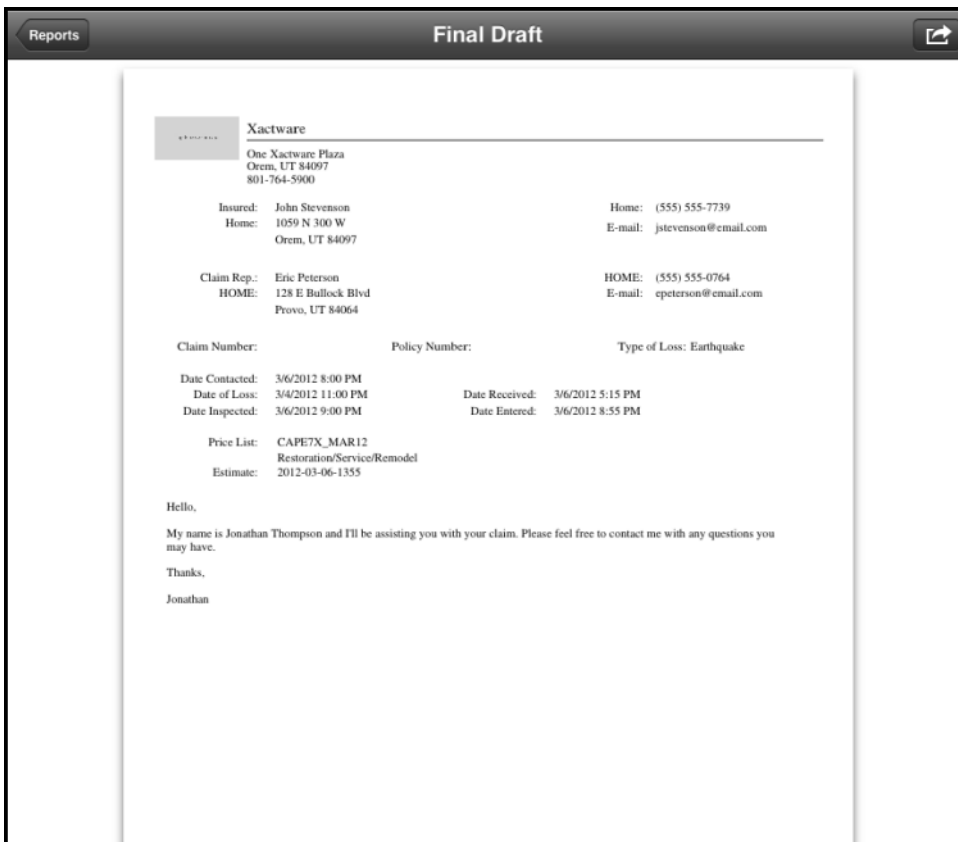 Reports
Final Draft
Xactware
One Xactware Plaza
Orem, UT 84097
801-764-5900
Insured: John Stevenson Home: (555) 555-7739
Home: 1059 N 300 W E-mail: jstevenson@email.com
Orem, UT 84097
Claim Rep.: Eric Peterson HOME: (555) 555-0764
HOME: 128 E Bullock Blvd E-mail: epeterson@email.com
Provo, UT 84064
Claim Number: Policy Number: Type of Loss: Earthquake
Date Contacted: 3/6/2012 8:00 PM
Date of Loss: 3/4/2012 11:00 PM Date Received: 3/6/2012 5:15 PM
Date Inspected: 3/6/2012 9:00 PM Date Entered: 3/6/2012 8:55 PM
Price List: CAPE7X_MAR12
Restoration/Service/Remodel
Estimate: 2012-03-06-1355
Hello,
My name is Jonathan Thompson and I'll be assisting you with your claim. Please feel free to contact me with any questions you
may have.
Thanks,
Jonathan